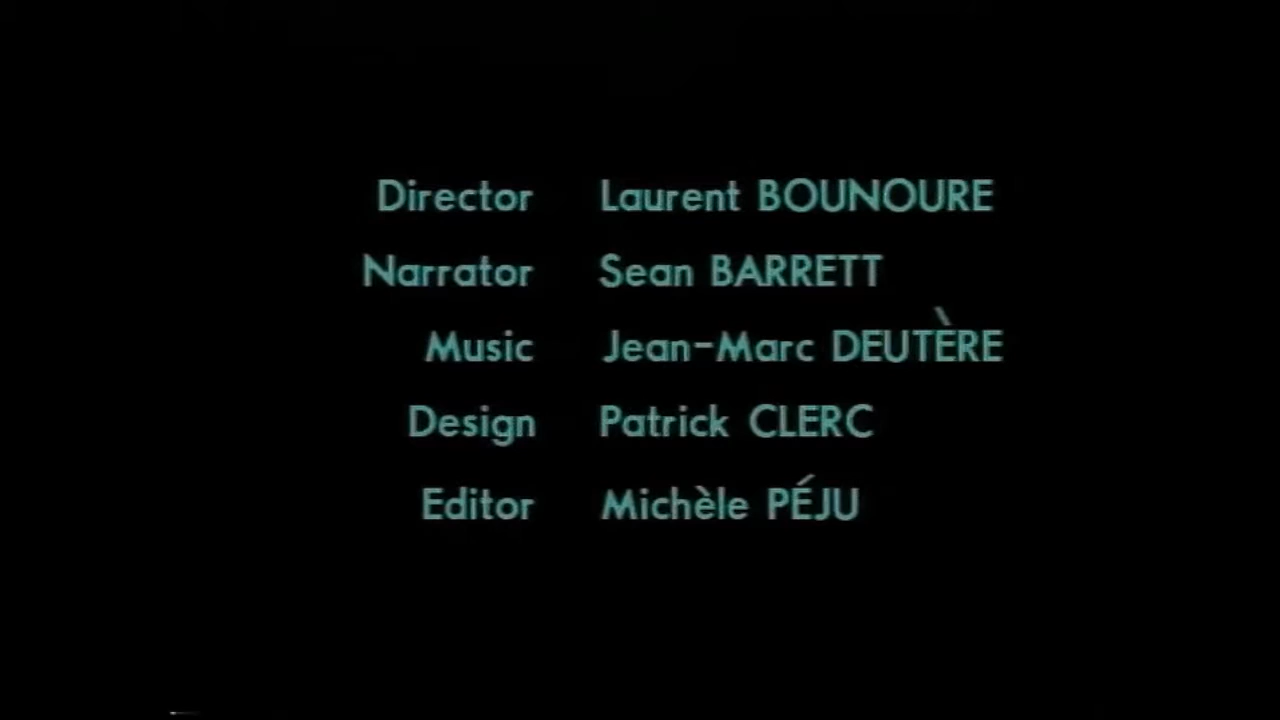 Director Laurent BOUNOURE
Narrator Sean BARRETT
Music Jean-Marc DEUTÈRE
Design Patrick CLERC
Editor Michèle PÉJU